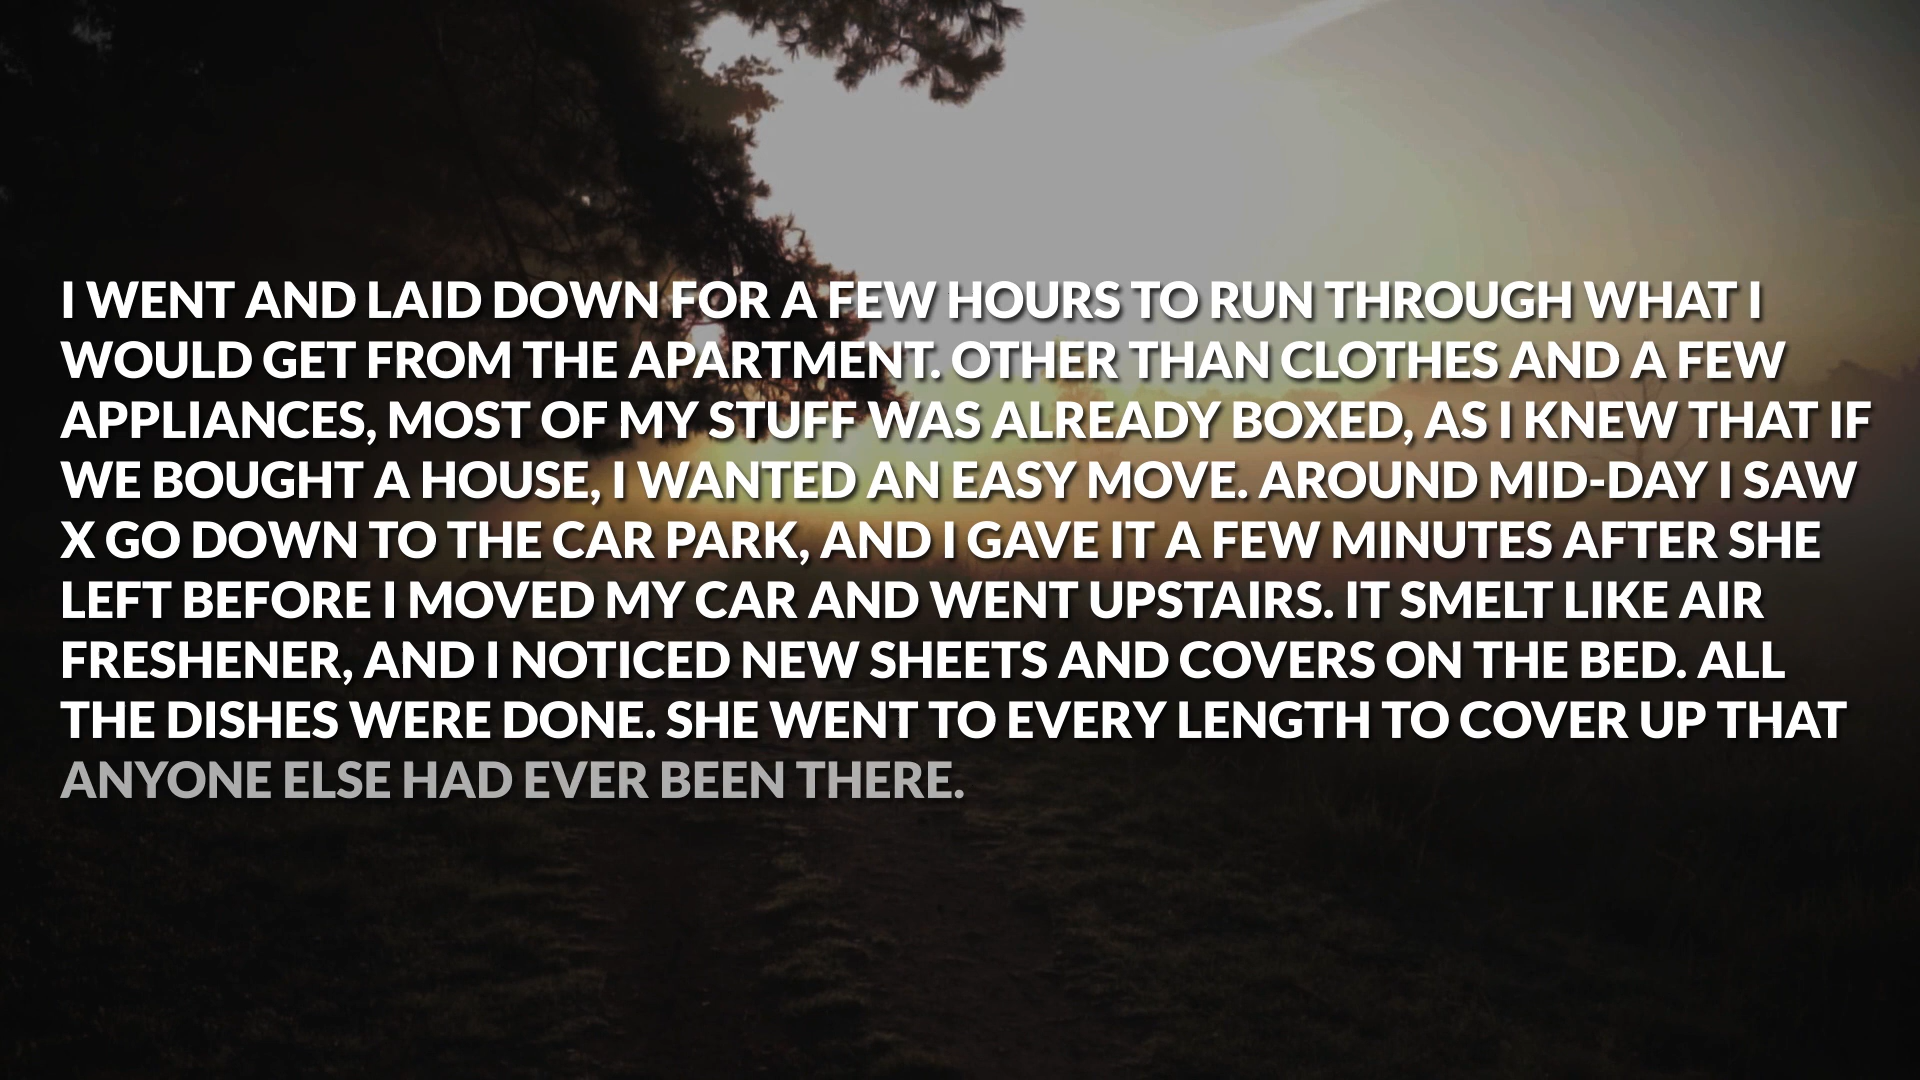 I WENT AND LAID DOWN FOR A FEW HOURS TO RUN THROUGH WHAT I
WOULD GET FROM THE APARTMENT. OTHER THAN CLOTHES AND A FEW
APPLIANCES, MOST OF MY STUFF WAS ALREADY BOXED, AS I KNEW THAT IF
WE BOUGHT A HOUSE, I WANTED AN EASY MOVE. AROUND MID-DAY I SAW
X GO DOWN TO THE CAR PARK, AND I GAVE IT A FEW MINUTES AFTER SHE
LEFT BEFORE I MOVED MY CAR AND WENT UPSTAIRS. IT SMELT LIKE AIR
FRESHENER, AND I NOTICED NEW SHEETS AND COVERS ON THE BED. ALL
THE DISHES WERE DONE. SHE WENT TO EVERY LENGTH TO COVER UP THAT
ANYONE ELSE HAD EVER BEEN THERE.